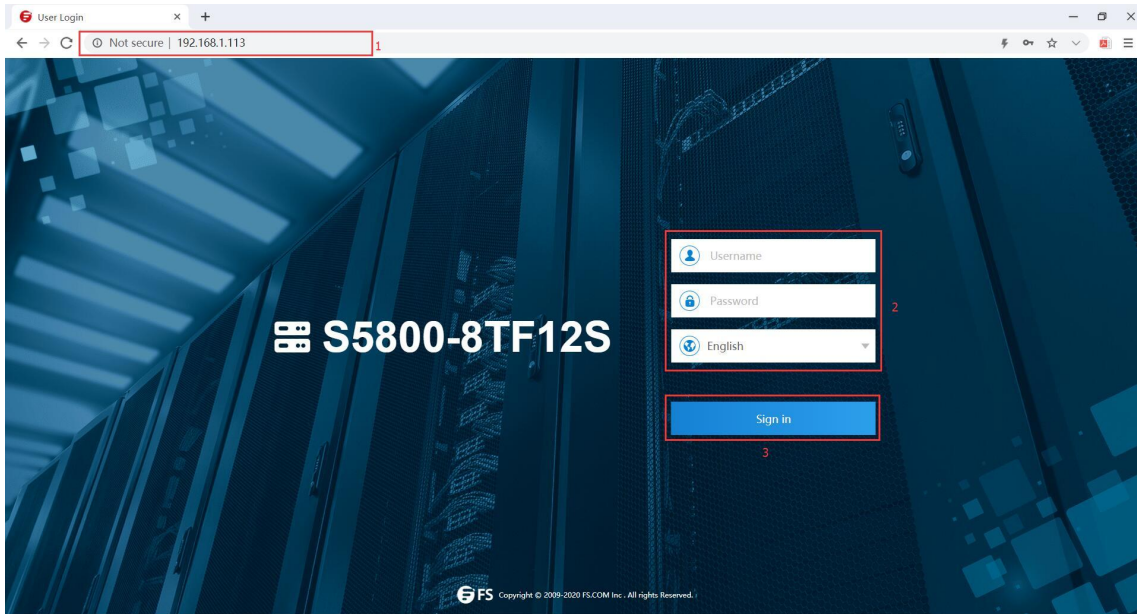 User Login
Not secure | 192.168.1.113
1
Username
Password
2
S5800-8TF12S
English
Sign in
3
FS Copyright © 2009-2020 FS.COM Inc . All rights Reserved.